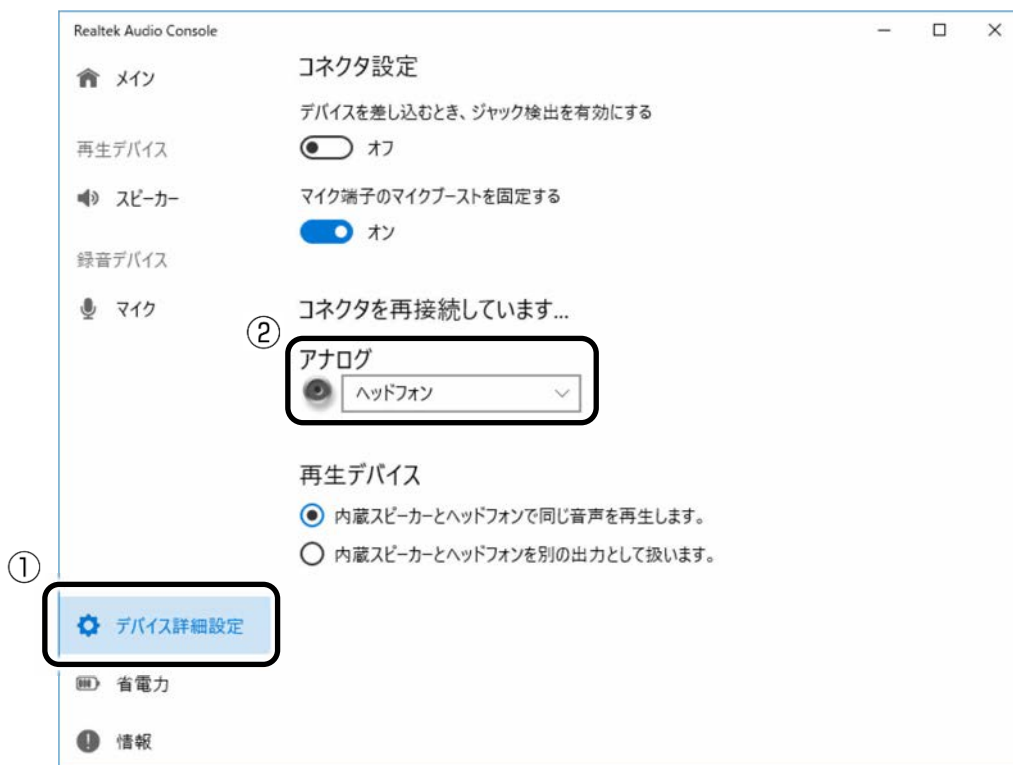 Realtek Audio Console
メイン
再生デバイス
スピーカー
録音デバイス
マイク
①
デバイス詳細設定
省電力
情報
コネクタ設定
デバイスを差し込むとき、ジャック検出を有効にする
オフ
マイク端子のマイクブーストを固定する
オン
コネクタを再接続しています...
②
アナログ
ヘッドフォン
再生デバイス
内蔵スピーカーとヘッドフォンで同じ音声を再生します。
内蔵スピーカーとヘッドフォンを別の出力として扱います。